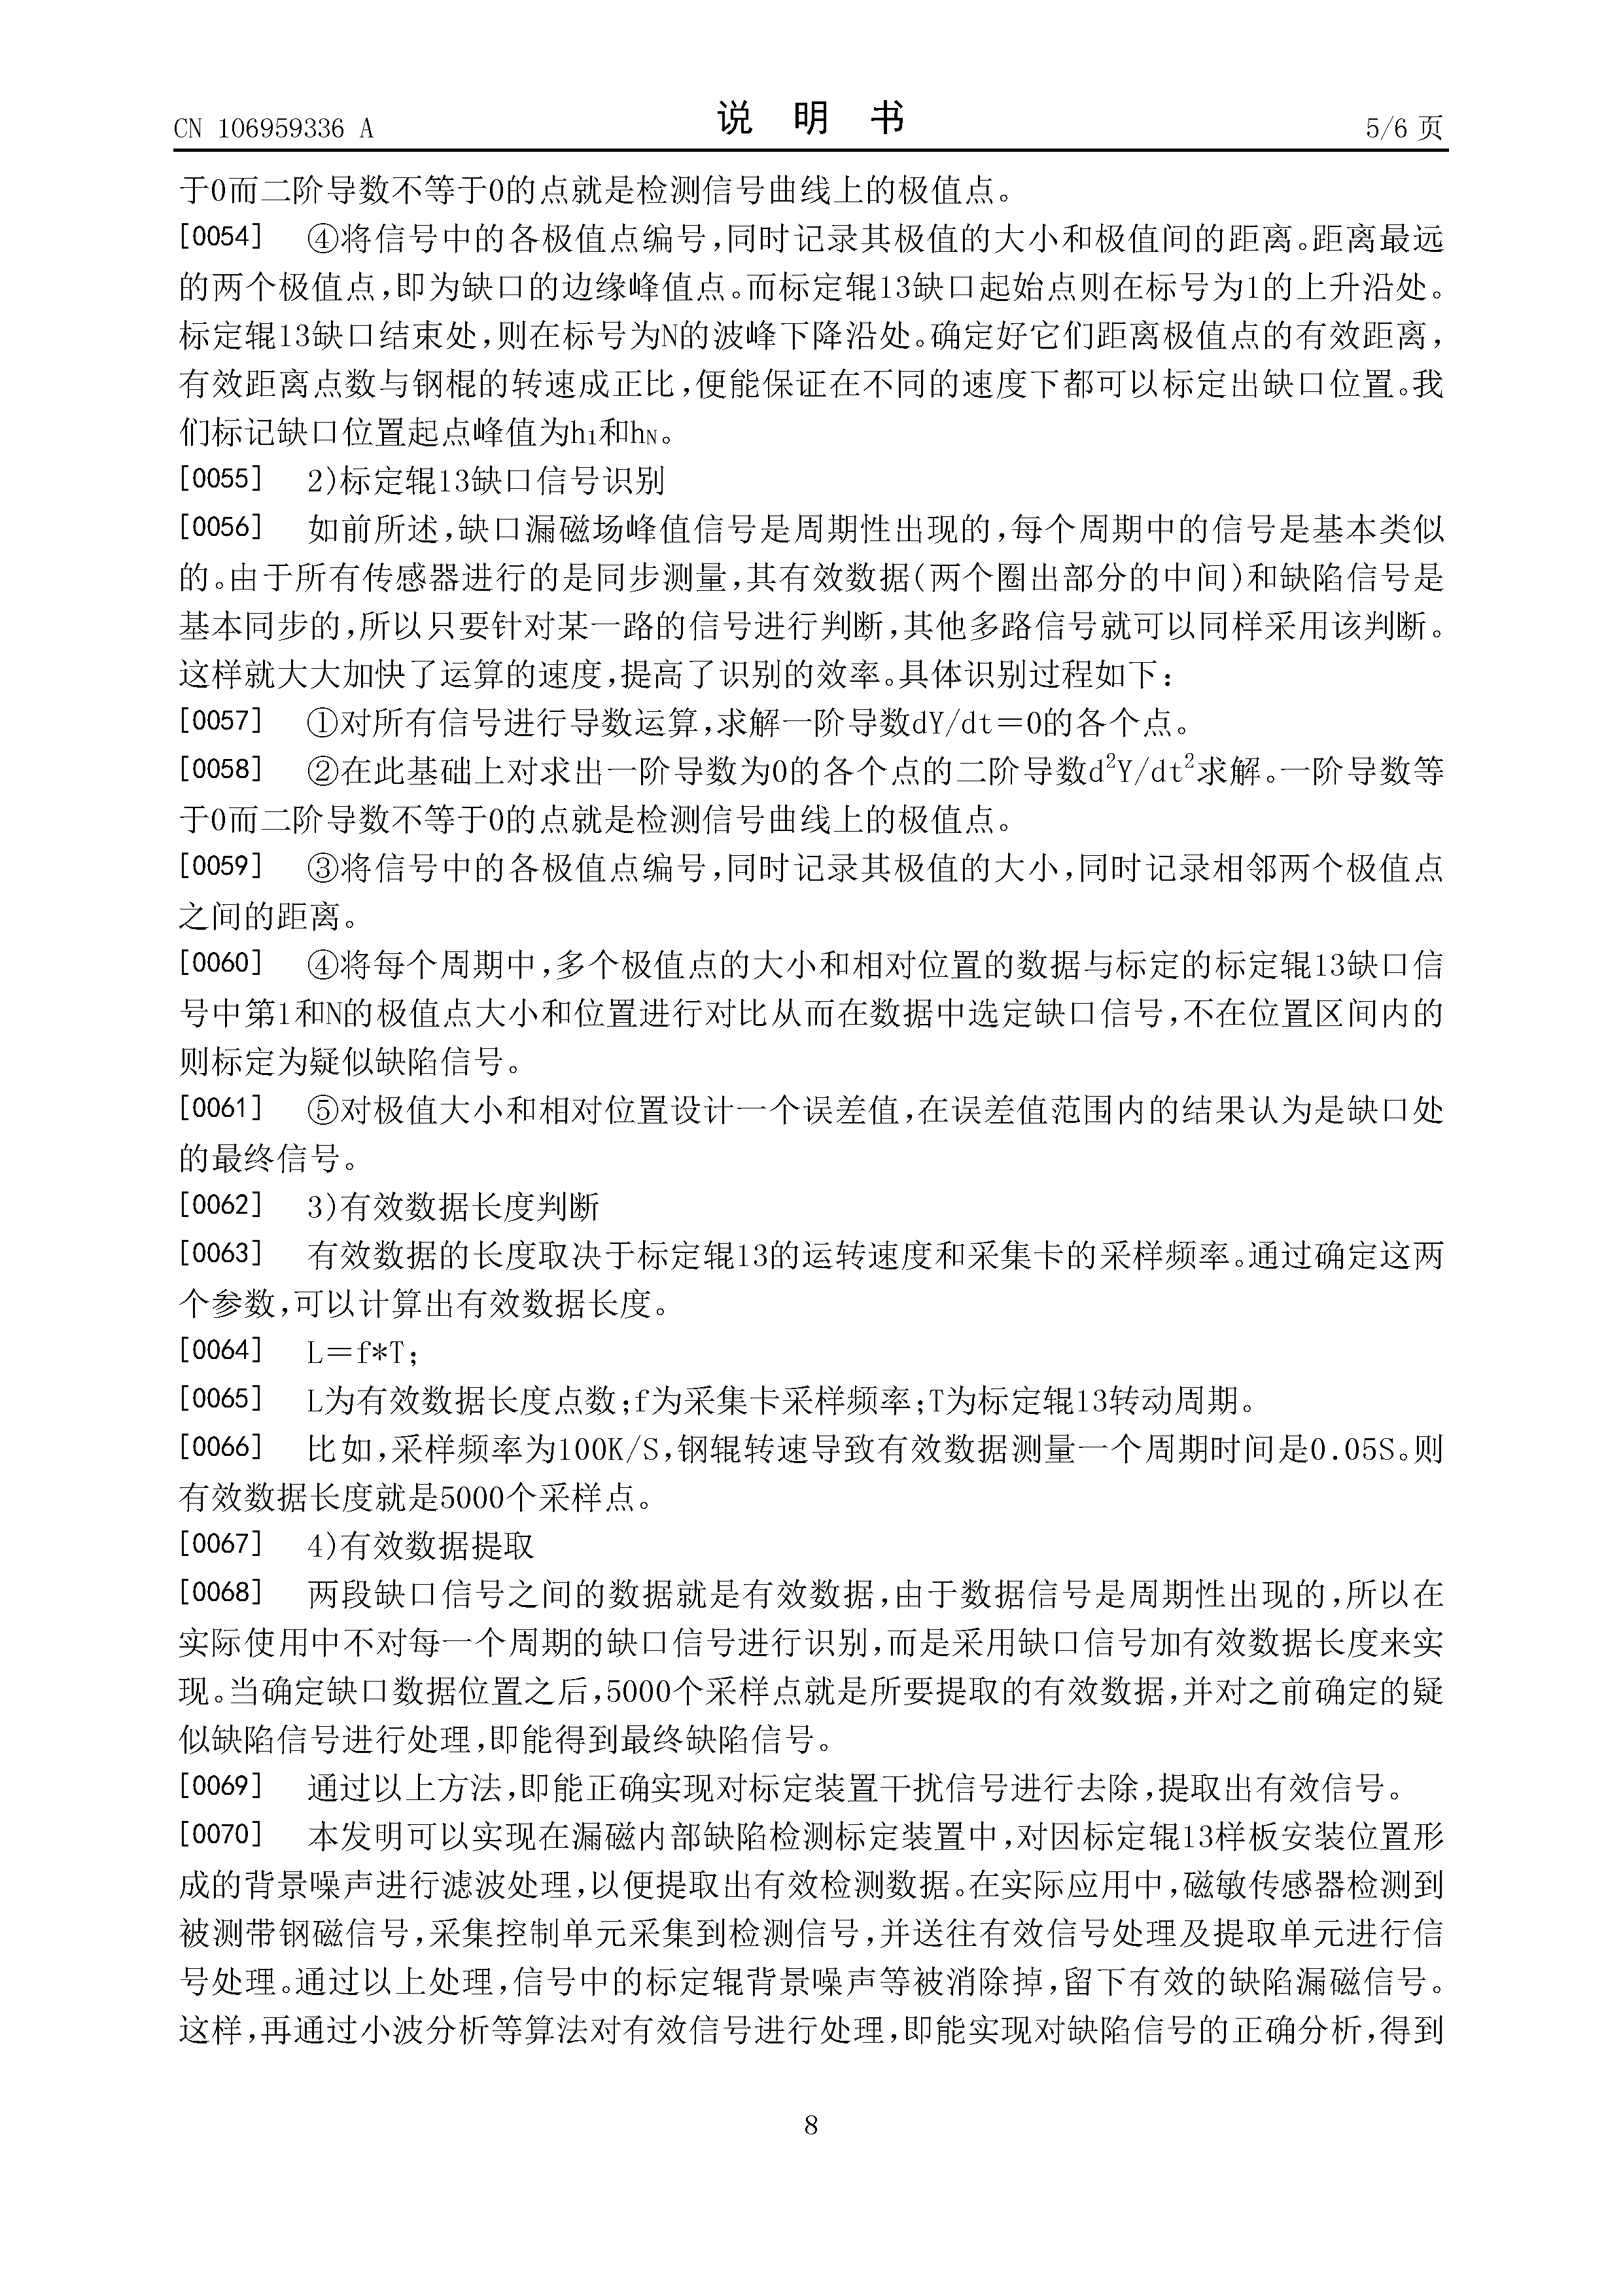 CN 106959336 A
说 明 书
5/6 页
于0而二阶导数不等于0的点就是检测信号曲线上的极值点。
[0054] ④将信号中的各极值点编号,同时记录其极值的大小和极值间的距离。距离最远
的两个极值点,即为缺口的边缘峰值点。而标定辊13缺口起始点则在标号为1的上升沿处。
标定辊13缺口结束处,则在标号为N的波峰下降沿处。确定好它们距离极值点的有效距离,
有效距离点数与钢棍的转速成正比,便能保证在不同的速度下都可以标定出缺口位置。我
们标记缺口位置起点峰值为h₁和hN。
[0055] 2)标定辊13缺口信号识别
[0056] 如前所述,缺口漏磁场峰值信号是周期性出现的,每个周期中的信号是基本类似
的。由于所有传感器进行的是同步测量,其有效数据(两个圈出部分的中间)和缺陷信号是
基本同步的,所以只要针对某一路的信号进行判断,其他多路信号就可以同样采用该判断。
这样就大大加快了运算的速度,提高了识别的效率。具体识别过程如下:
[0057] ①对所有信号进行导数运算,求解一阶导数dY/dt=0的各个点。
[0058] ②在此基础上对求出一阶导数为0的各个点的二阶导数d²Y/dt²求解。一阶导数等
于0而二阶导数不等于0的点就是检测信号曲线上的极值点。
[0059] ③将信号中的各极值点编号,同时记录其极值的大小,同时记录相邻两个极值点
之间的距离。
[0060] ④将每个周期中,多个极值点的大小和相对位置的数据与标定的标定辊13缺口信
号中第1和N的极值点大小和位置进行对比从而在数据中选定缺口信号,不在位置区间内的
则标定为疑似缺陷信号。
[0061] ⑤对极值大小和相对位置设计一个误差值,在误差值范围内的结果认为是缺口处
的最终信号。
[0062] 3)有效数据长度判断
[0063] 有效数据的长度取决于标定辊13的运转速度和采集卡的采样频率。通过确定这两
个参数,可以计算出有效数据长度。
[0064] L=f*T;
[0065] L为有效数据长度点数;f为采集卡采样频率;T为标定辊13转动周期。
[0066] 比如,采样频率为100K/S,钢辊转速导致有效数据测量一个周期时间是0.05S。则
有效数据长度就是5000个采样点。
[0067] 4)有效数据提取
[0068] 两段缺口信号之间的数据就是有效数据,由于数据信号是周期性出现的,所以在
实际使用中不对每一个周期的缺口信号进行识别,而是采用缺口信号加有效数据长度来实
现。当确定缺口数据位置之后,5000个采样点就是所要提取的有效数据,并对之前确定的疑
似缺陷信号进行处理,即能得到最终缺陷信号。
[0069] 通过以上方法,即能正确实现对标定装置干扰信号进行去除,提取出有效信号。
[0070] 本发明可以实现在漏磁内部缺陷检测标定装置中,对因标定辊13样板安装位置形
成的背景噪声进行滤波处理,以便提取出有效检测数据。在实际应用中,磁敏传感器检测到
被测带钢磁信号,采集控制单元采集到检测信号,并送往有效信号处理及提取单元进行信
号处理。通过以上处理,信号中的标定辊背景噪声等被消除掉,留下有效的缺陷漏磁信号。
这样,再通过小波分析等算法对有效信号进行处理,即能实现对缺陷信号的正确分析,得到
8